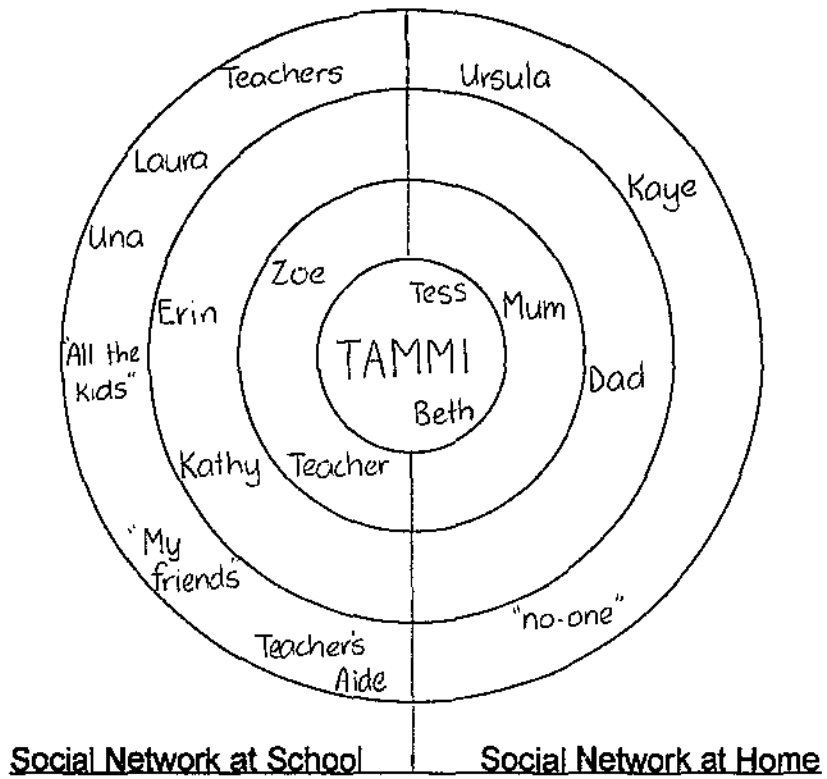 Teachers
Ursula
Laura
Kaye
Una
Zoe
Tess
Mum
Erin
"All the
kids"
TAMMI
Dad
Beth
Kathy
Teacher
"My
friends"
"no-one"
Teacher's
Aide
Social Network at School
Social Network at Home